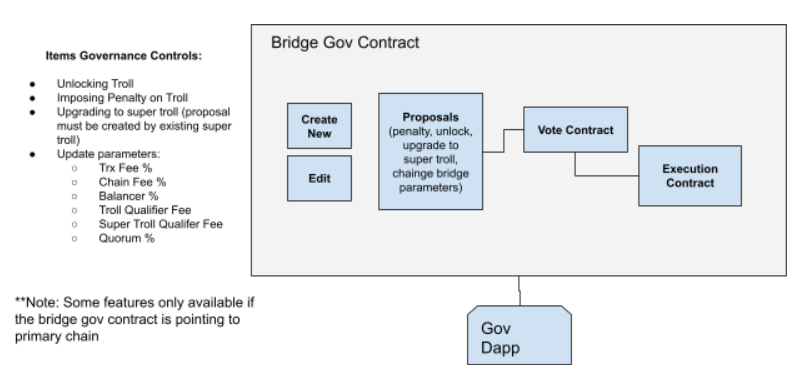 Items Governance Controls:
● Unlocking Troll
● Imposing Penalty on Troll
● Upgrading to super troll (proposal
must be created by existing super
troll)
● Update parameters:
○ Trx Fee %
○ Chain Fee %
○ Balancer %
○ Troll Qualifier Fee
○ Super Troll Qualifer Fee
○ Quorum %
**Note: Some features only available if
the bridge gov contract is pointing to
primary chain
Bridge Gov Contract
Create
New
Edit
Proposals
(penalty, unlock,
upgrade to
super troll,
chainge bridge
parameters)
Vote Contract
Execution
Contract
Gov
Dapp